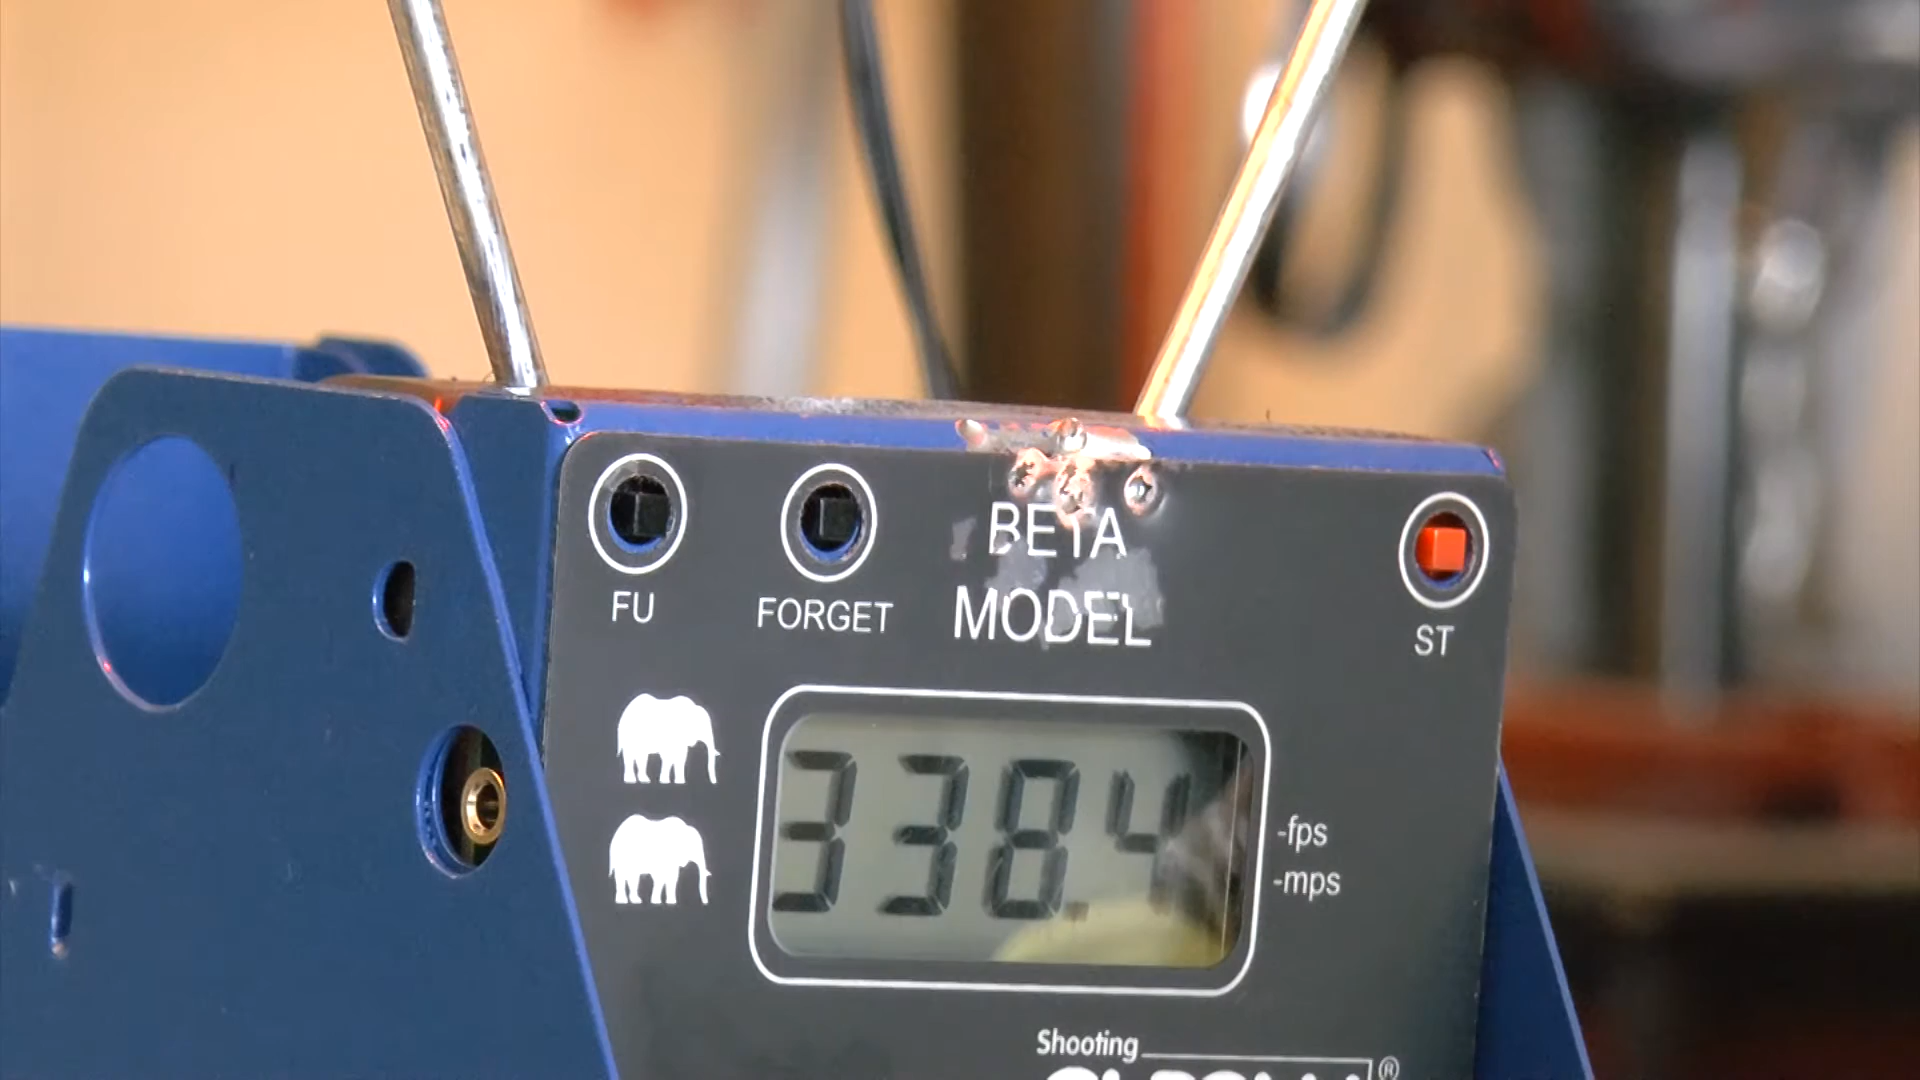 BETA
MODEL
FU
FORGET
ST
338.4
-fps
-mps
Shooting
®